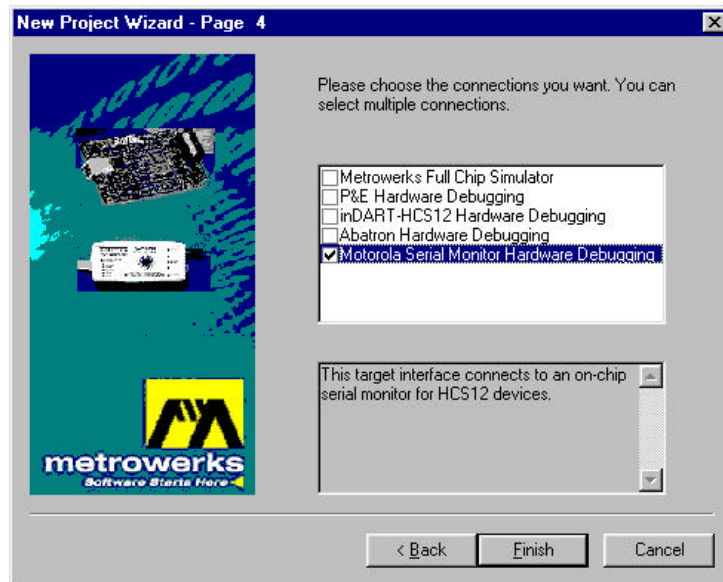 New Project Wizard - Page 4
Please choose the connections you want. You can
select multiple connections.
Metrowerks Full Chip Simulator
P&E Hardware Debugging
inDART-HCS12 Hardware Debugging
Abatron Hardware Debugging
Motorola Serial Monitor Hardware Debugging
This target interface connects to an on-chip
serial monitor for HCS12 devices.
metrowerks
Software Starts Here
< Back
Finish
Cancel